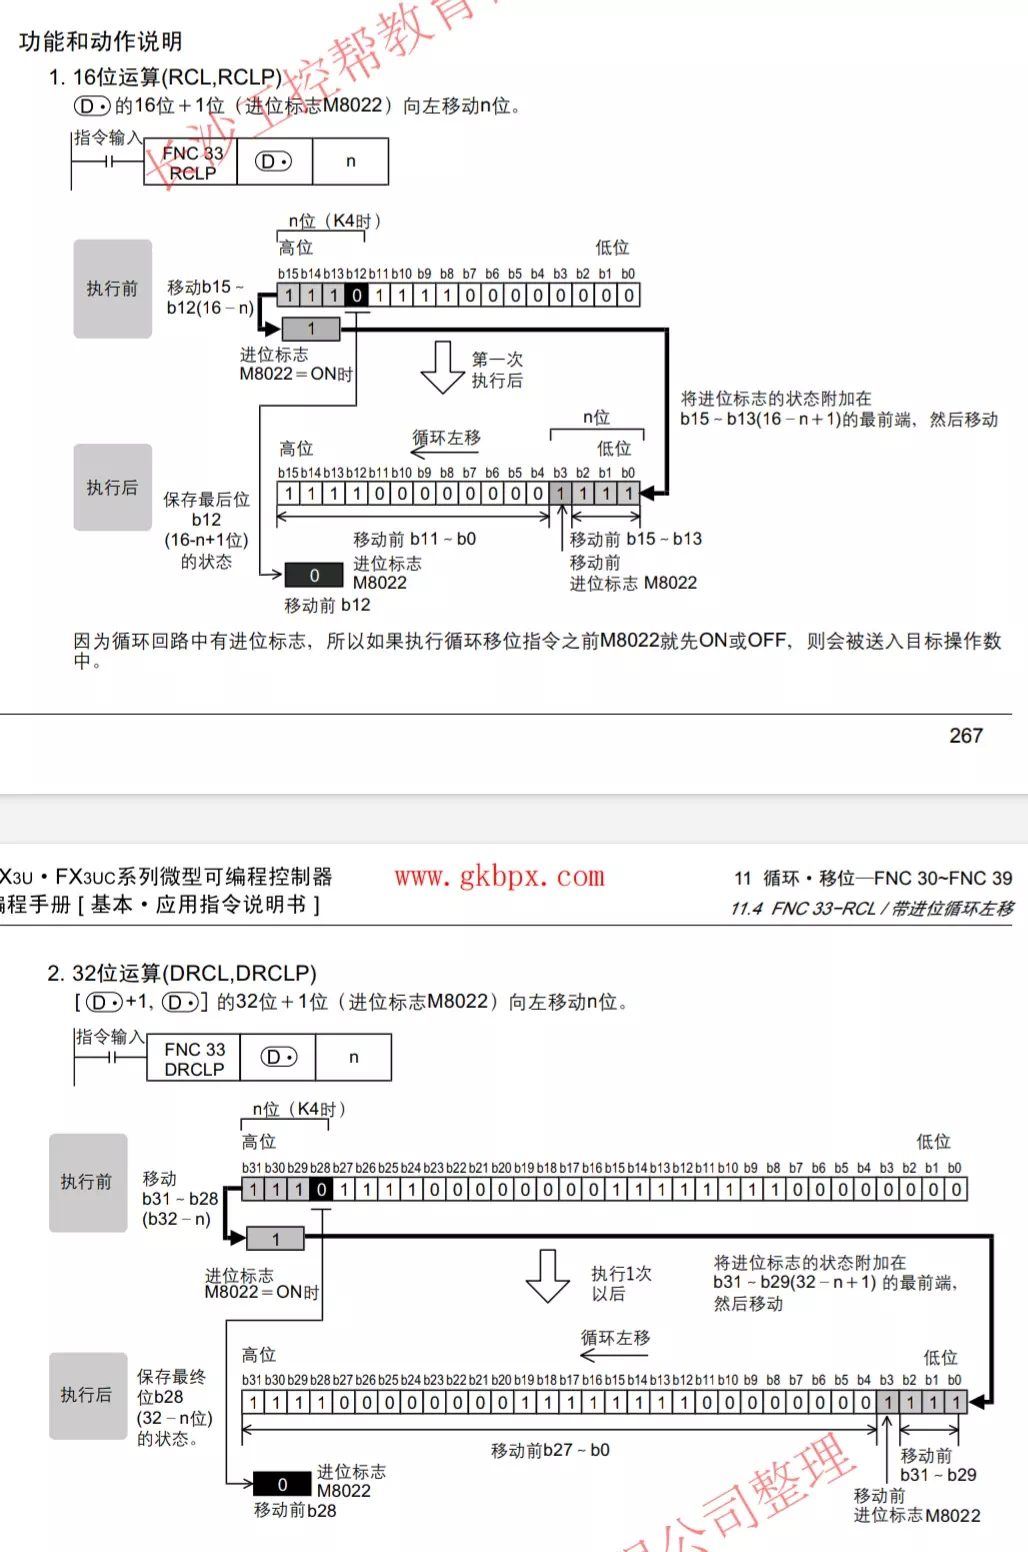 功能和动作说明
1. 16位运算(RCL,RCLP)
(D・)的16位+1位（进位标志M8022）向左移动n位。
指令输入
FNC 33
RCLP
(D・)
n
n位（K4时）
高位
低位
b15 b14 b13 b12 b11 b10 b9 b8 b7 b6 b5 b4 b3 b2 b1 b0
执行前
移动b15~
b12(16-n)
1 1 1 0 1 1 1 1 0 0 0 0 0 0 0 0
1
进位标志
M8022=ON时
第一次
执行后
将进位标志的状态附加在
b15~b13(16-n+1)的最前端，然后移动
n位
循环左移
高位
低位
b15 b14 b13 b12 b11 b10 b9 b8 b7 b6 b5 b4 b3 b2 b1 b0
执行后
1 1 1 1 0 0 0 0 0 0 0 0 1 1 1 1
保存最后位
b12
(16-n+1位)
的状态
移动前 b11~b0
移动前 b15~b13
0
进位标志
M8022
移动前
进位标志 M8022
移动前 b12
因为循环回路中有进位标志，所以如果执行循环移位指令之前M8022就先ON或OFF，则会被送入目标操作数
中。
长沙工控帮教育
267
X3U・FX3UC系列微型可编程控制器
www.gkbpx.com
11 循环・移位—FNC 30~FNC 39
编程手册 [ 基本・应用指令说明书 ]
11.4 FNC 33-RCL / 带进位循环左移
2. 32位运算(DRCL,DRCLP)
[ (D・)+1, (D・) ] 的32位+1位（进位标志M8022）向左移动n位。
指令输入
FNC 33
DRCLP
(D・)
n
n位（K4时）
高位
低位
b31 b30 b29 b28 b27 b26 b25 b24 b23 b22 b21 b20 b19 b18 b17 b16 b15 b14 b13 b12 b11 b10 b9 b8 b7 b6 b5 b4 b3 b2 b1 b0
执行前
移动
b31~b28
(b32-n)
1 1 1 0 1 1 1 1 0 0 0 0 0 0 0 0 1 1 1 1 1 1 1 1 0 0 0 0 0 0 0 0
1
进位标志
M8022=ON时
执行1次
以后
将进位标志的状态附加在
b31~b29(32-n+1) 的最前端，
然后移动
循环左移
高位
低位
b31 b30 b29 b28 b27 b26 b25 b24 b23 b22 b21 b20 b19 b18 b17 b16 b15 b14 b13 b12 b11 b10 b9 b8 b7 b6 b5 b4 b3 b2 b1 b0
执行后
保存最终
位b28
(32-n位)
的状态。
1 1 1 1 0 0 0 0 0 0 0 0 1 1 1 1 1 1 1 1 0 0 0 0 0 0 0 0 1 1 1 1
移动前b27~b0
移动前
b31~b29
0
进位标志
M8022
移动前b28
移动前
进位标志M8022
公司整理